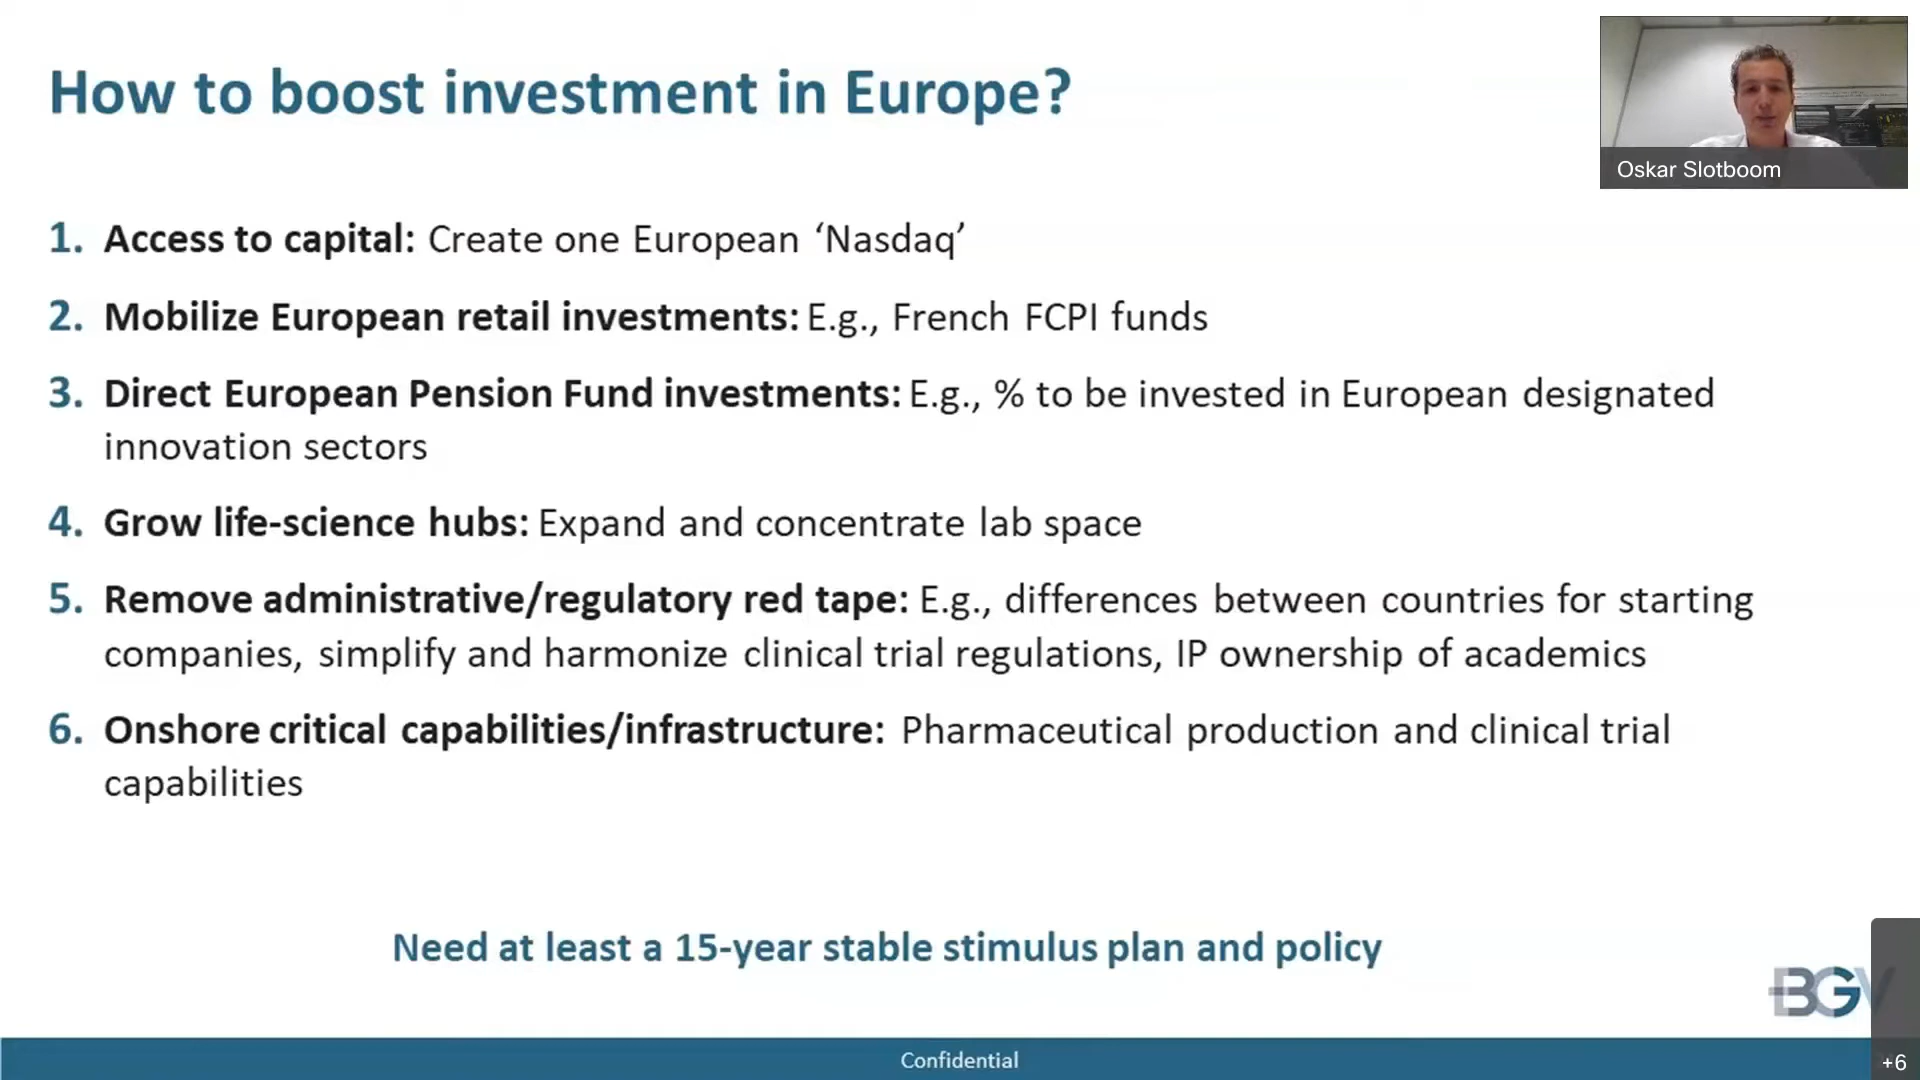 How to boost investment in Europe?
Oskar Slotboom
1. Access to capital: Create one European ‘Nasdaq’
2. Mobilize European retail investments: E.g., French FCPI funds
3. Direct European Pension Fund investments: E.g., % to be invested in European designated
innovation sectors
4. Grow life-science hubs: Expand and concentrate lab space
5. Remove administrative/regulatory red tape: E.g., differences between countries for starting
companies, simplify and harmonize clinical trial regulations, IP ownership of academics
6. Onshore critical capabilities/infrastructure: Pharmaceutical production and clinical trial
capabilities
Need at least a 15-year stable stimulus plan and policy
BGV
Confidential
+6